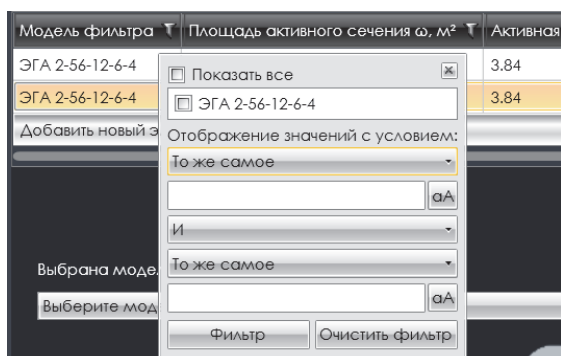 Модель фильтра Площадь активного сечения ω, м² Активная
ЭГА 2-56-12-6-4 3.84
Показать все
ЭГА 2-56-12-6-4 3.84
ЭГА 2-56-12-6-4
Добавить новый э
Отображение значений с условием:
То же самое
aA
И
Выбрана моде
То же самое
Выберите мод
aA
Фильтр Очистить фильтр